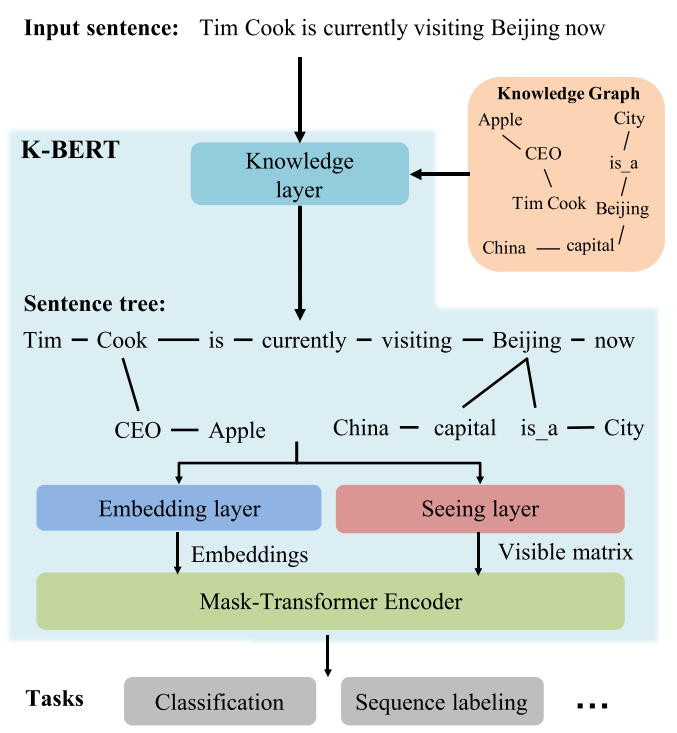 Input sentence: Tim Cook is currently visiting Beijing now
Knowledge Graph
Apple
City
CEO
is_a
Tim Cook
Beijing
China
capital
K-BERT
Knowledge
layer
Sentence tree:
Tim Cook is currently visiting Beijing now
CEO Apple China capital is_a City
Embedding layer
Seeing layer
Embeddings
Visible matrix
Mask-Transformer Encoder
Tasks
Classification
Sequence labeling
...